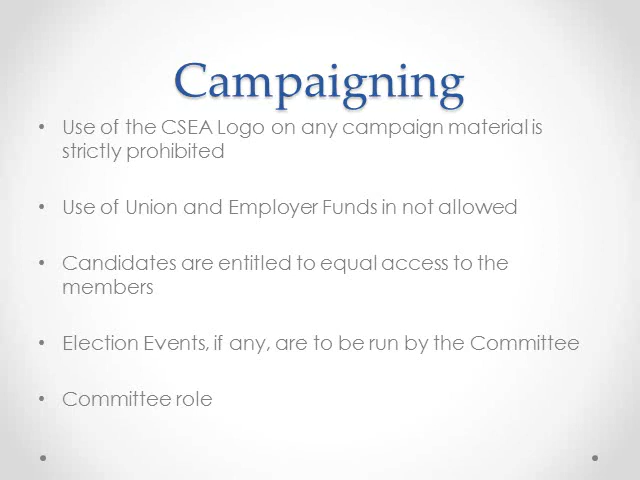 Campaigning
• Use of the CSEA Logo on any campaign material is
strictly prohibited
• Use of Union and Employer Funds in not allowed
• Candidates are entitled to equal access to the
members
• Election Events, if any, are to be run by the Committee
• Committee role